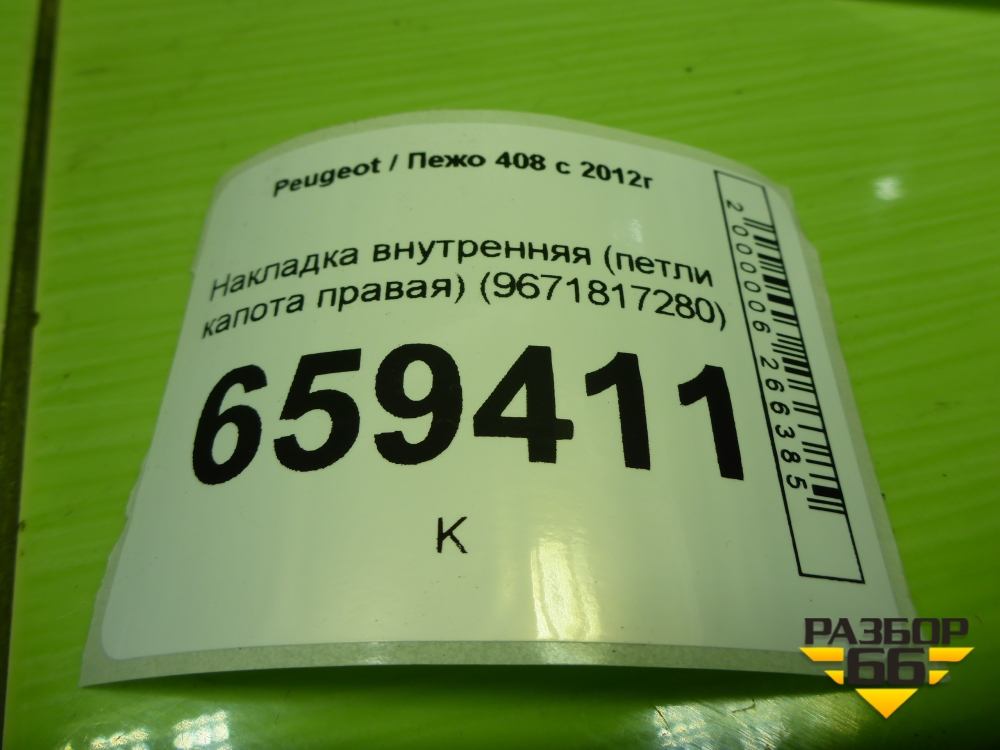 Peugeot / Пежо 408 с 2012г
Накладка внутренняя (петли
капота правая) (9671817280)
659411
К
2000006266385
РАЗБОР
66